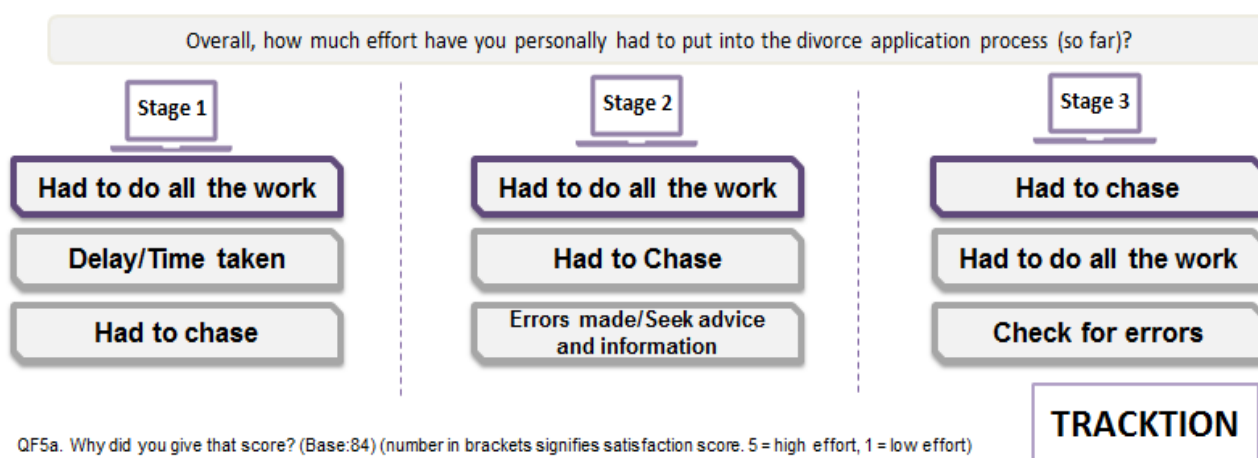 Overall, how much effort have you personally had to put into the divorce application process (so far)?
Stage 1
Had to do all the work
Delay/Time taken
Had to chase
Stage 2
Had to do all the work
Had to Chase
Errors made/Seek advice
and information
Stage 3
Had to chase
Had to do all the work
Check for errors
TRACKTION
QF5a. Why did you give that score? (Base:84) (number in brackets signifies satisfaction score. 5 = high effort, 1 = low effort)